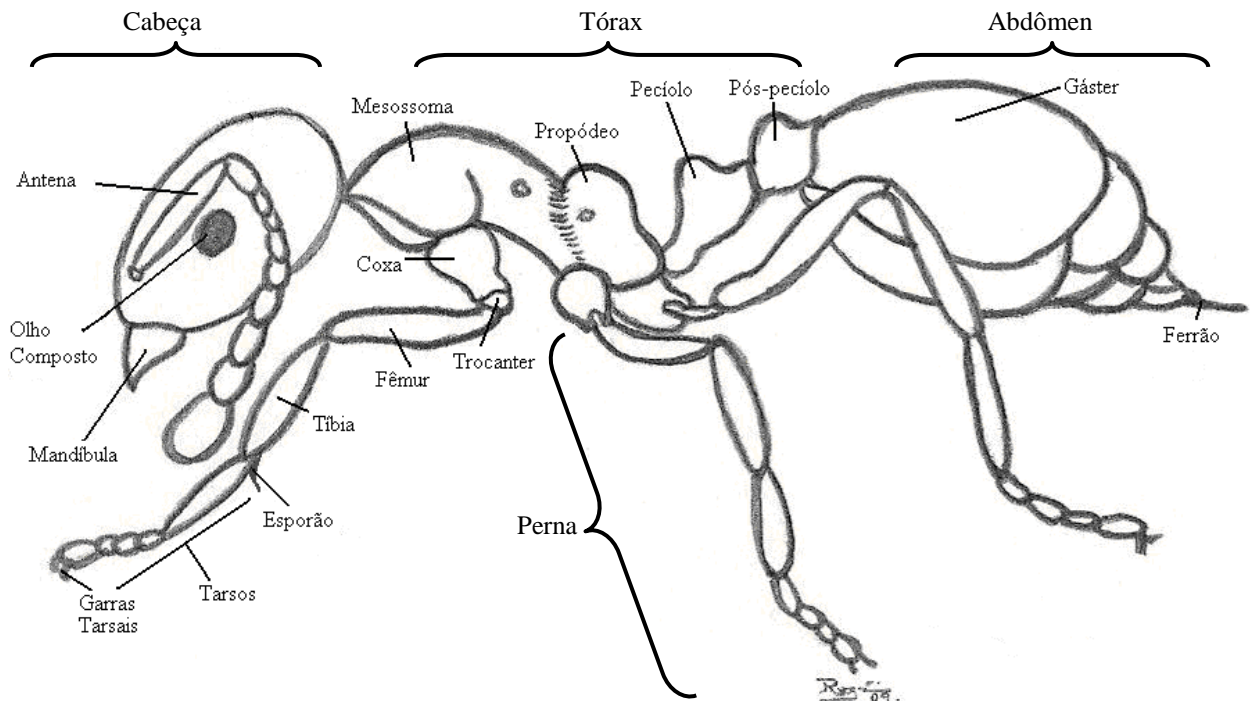 Cabeça
Tórax
Abdômen
Mesossoma
Pecíolo
Pós-pecíolo
Gáster
Propódeo
Antena
Coxa
Olho
Composto
Fêmur
Trocanter
Ferrão
Tíbia
Mandíbula
Esporão
Perna
Garras
Tarsais
Tarsos